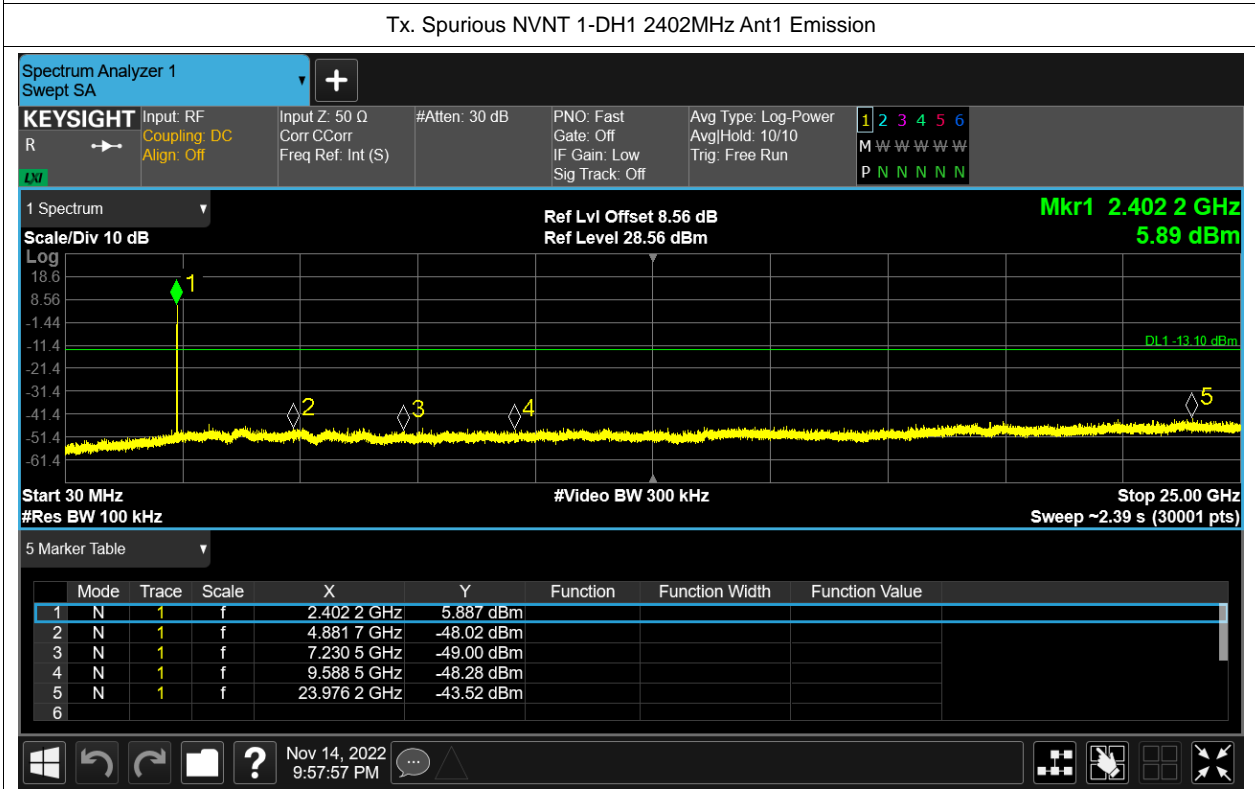 Tx. Spurious NVNT 1-DH1 2402MHz Ant1 Emission
Spectrum Analyzer 1
Swept SA
KEYSIGHT Input: RF Input Z: 50 Ω #Atten: 30 dB PNO: Fast Avg Type: Log-Power 1 2 3 4 5 6
R Coupling: DC Corr CCorr Gate: Off Avg|Hold: 10/10 M W W W W W
Align: Off Freq Ref: Int (S) IF Gain: Low Trig: Free Run
LXI Sig Track: Off P N N N N N N
1 Spectrum Ref Lvl Offset 8.56 dB Mkr1 2.402 2 GHz
Scale/Div 10 dB Ref Level 28.56 dBm 5.89 dBm
Log
18.6
1
8.56
-1.44
-11.4 DL1 -13.10 dBm
-21.4
-31.4
-41.4 2 3 4 5
-51.4
-61.4
Start 30 MHz #Video BW 300 kHz Stop 25.00 GHz
#Res BW 100 kHz Sweep ~2.39 s (30001 pts)
5 Marker Table
Mode Trace Scale X Y Function Function Width Function Value
1 N 1 f 2.402 2 GHz 5.887 dBm
2 N 1 f 4.881 7 GHz -48.02 dBm
3 N 1 f 7.230 5 GHz -49.00 dBm
4 N 1 f 9.588 5 GHz -48.28 dBm
5 N 1 f 23.976 2 GHz -43.52 dBm
6
? Nov 14, 2022
9:57:57 PM